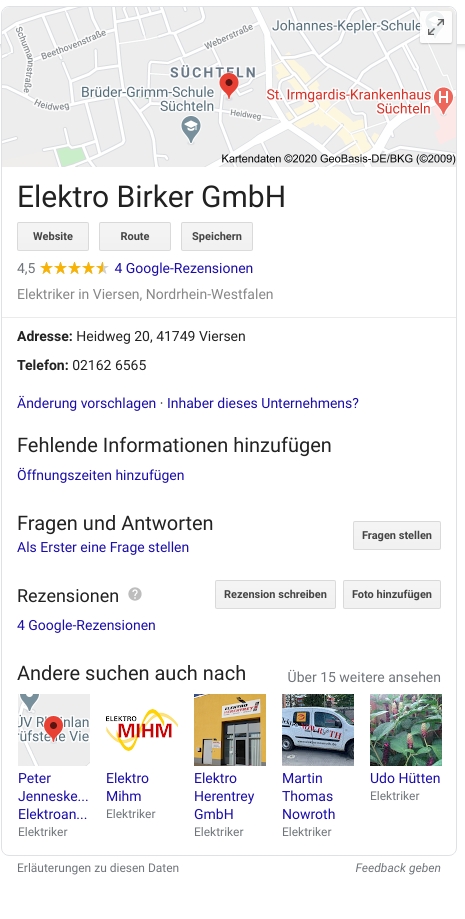 Johannes-Kepler-Schule
Schumannstraße
Beethovenstraße
Weberstraße
SÜCHTELN
Brüder-Grimm-Schule
Süchteln
St. Irmgardis-Krankenhaus
Süchteln
H
Heidweg
Heidweg
Kartendaten ©2020 GeoBasis-DE/BKG (©2009)
Elektro Birker GmbH
Website Route Speichern
4,5 4 Google-Rezensionen
Elektriker in Viersen, Nordrhein-Westfalen
Adresse: Heidweg 20, 41749 Viersen
Telefon: 02162 6565
Änderung vorschlagen · Inhaber dieses Unternehmens?
Fehlende Informationen hinzufügen
Öffnungszeiten hinzufügen
Fragen und Antworten
Fragen stellen
Als Erster eine Frage stellen
Rezensionen ?
Rezension schreiben Foto hinzufügen
4 Google-Rezensionen
Andere suchen auch nach
Über 15 weitere ansehen
ELEKTRO
MIHM
ELEKTRO
HERENTREY
Peter
Jenneske...
Elektroan...
Elektriker
Elektro
Mihm
Elektriker
Elektro
Herentrey
GmbH
Elektriker
Martin
Thomas
Nowroth
Elektriker
Udo Hütten
Elektriker
Erläuterungen zu diesen Daten
Feedback geben